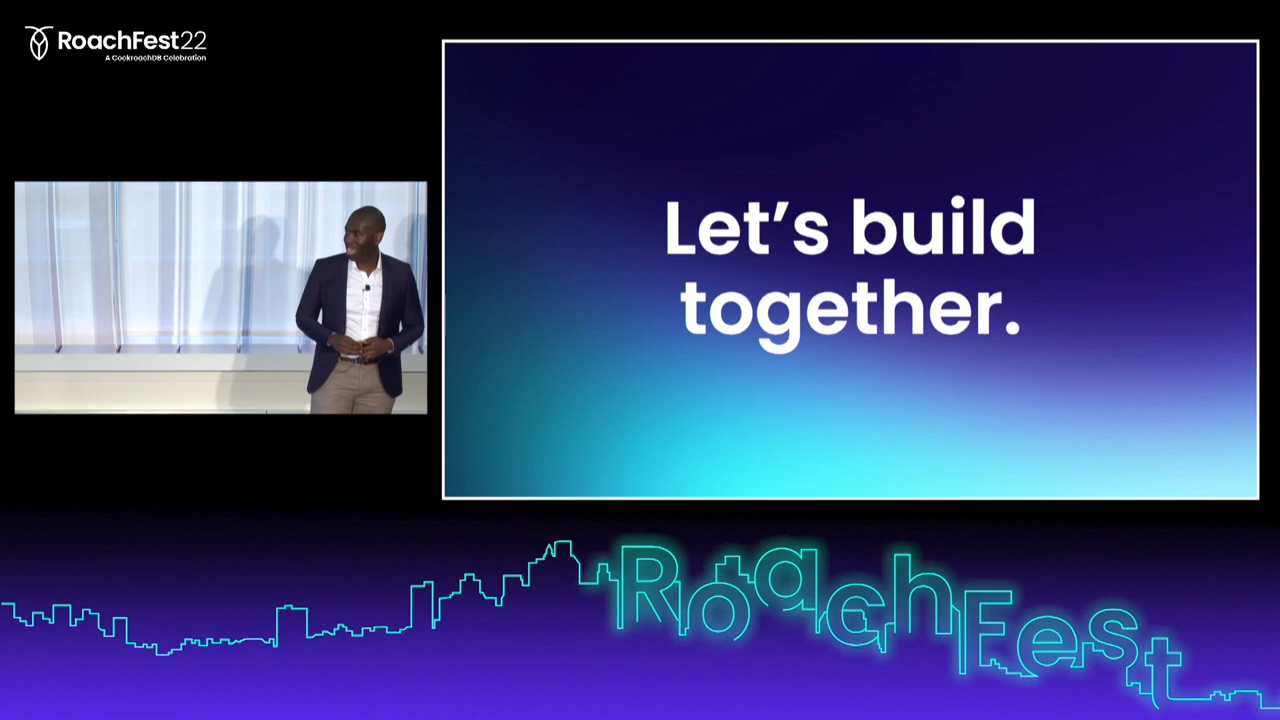 RoachFest22
A CockroachDB Celebration
Let's build
together.
RoachFest